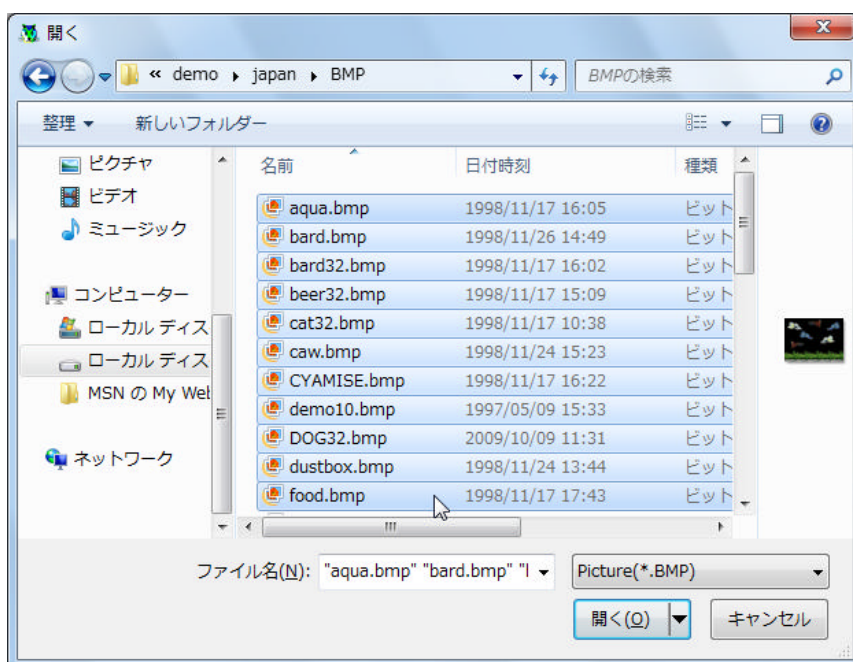 開く
« demo ▸ japan ▸ BMP
BMPの検索
整理 ▼ 新しいフォルダー
ピクチャ
ビデオ
ミュージック
コンピューター
ローカル ディス
ローカル ディス
MSN の My Web
ネットワーク
名前 日付時刻 種類
aqua.bmp 1998/11/17 16:05 ビット
bard.bmp 1998/11/26 14:49 ビット
bard32.bmp 1998/11/17 16:02 ビット
beer32.bmp 1998/11/17 15:09 ビット
cat32.bmp 1998/11/17 10:38 ビット
caw.bmp 1998/11/24 15:23 ビット
CYAMISE.bmp 1998/11/17 16:22 ビット
demo10.bmp 1997/05/09 15:33 ビット
DOG32.bmp 2009/10/09 11:31 ビット
dustbox.bmp 1998/11/24 13:44 ビット
food.bmp 1998/11/17 17:43 ビット
ファイル名(N): "aqua.bmp" "bard.bmp" "l
Picture(*.BMP)
開く(O) キャンセル